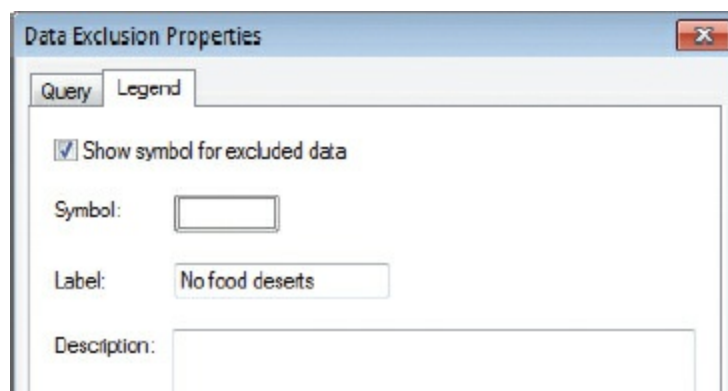 Data Exclusion Properties
Query Legend
Show symbol for excluded data
Symbol:
Label: No food deserts
Description: